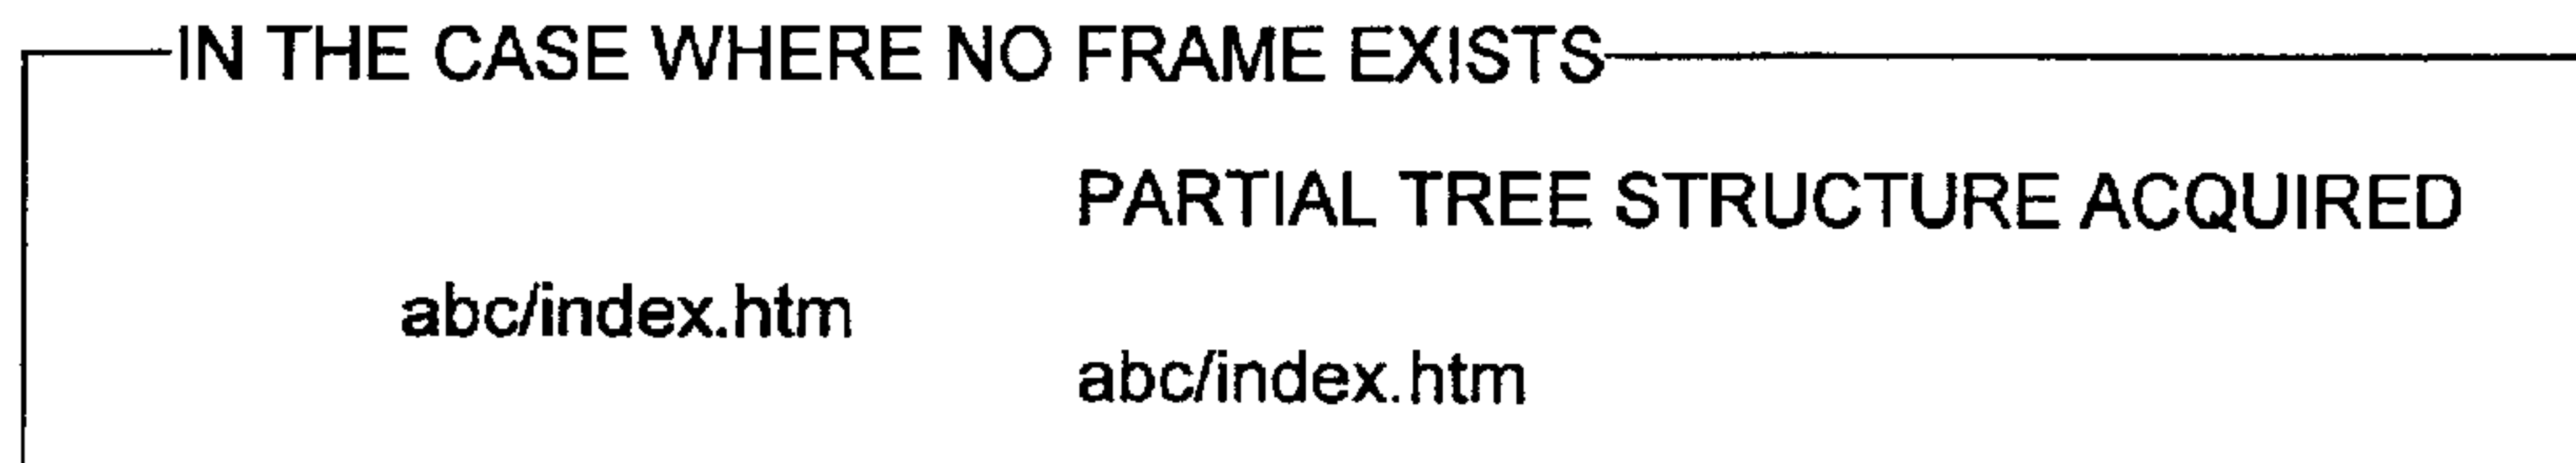 IN THE CASE WHERE NO FRAME EXISTS
PARTIAL TREE STRUCTURE ACQUIRED
abc/index.htm
abc/index.htm